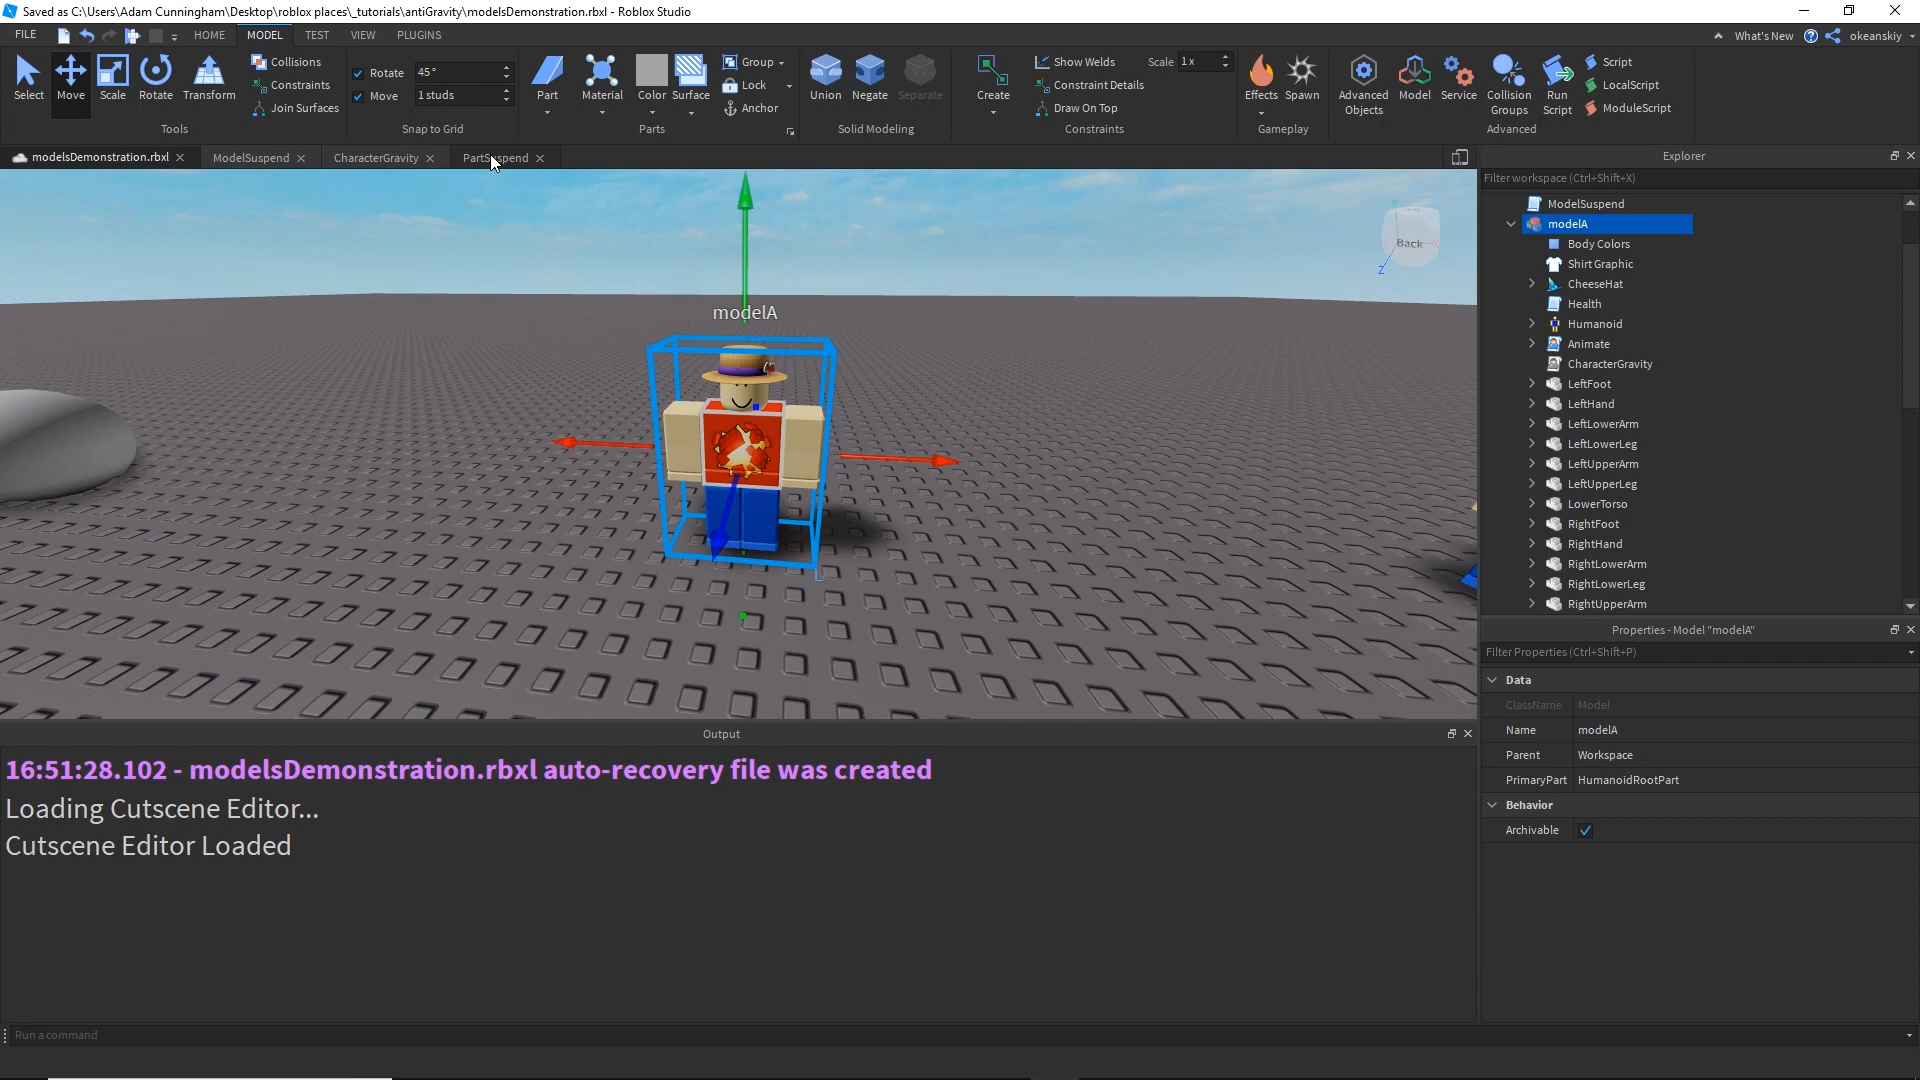 Saved as C:\Users\Adam Cunningham\Desktop\roblox places\_tutorials\antiGravity\modelsDemonstration.rbxl - Roblox Studio
FILE HOME MODEL TEST VIEW PLUGINS What's New okeanskiy
Select Move Scale Rotate Transform
Collisions
Constraints
Join Surfaces
Tools
Rotate 45°
Move 1 studs
Snap to Grid
Part Material Color Surface
Group
Lock
Anchor
Parts
Union Negate Separate
Solid Modeling
Create
Show Welds Scale 1x
Constraint Details
Draw On Top
Constraints
Effects Spawn
Gameplay
Advanced Objects Model Service Collision Groups Run Script
Script
LocalScript
ModuleScript
Advanced
modelsDemonstration.rbxl ModelSuspend CharacterGravity PartSuspend
Back
Z
modelA
Explorer
Filter workspace (Ctrl+Shift+X)
ModelSuspend
modelA
Body Colors
Shirt Graphic
CheeseHat
Health
Humanoid
Animate
CharacterGravity
LeftFoot
LeftHand
LeftLowerArm
LeftLowerLeg
LeftUpperArm
LeftUpperLeg
LowerTorso
RightFoot
RightHand
RightLowerArm
RightLowerLeg
RightUpperArm
Properties - Model "modelA"
Filter Properties (Ctrl+Shift+P)
Data
ClassName Model
Name modelA
Parent Workspace
PrimaryPart HumanoidRootPart
Behavior
Archivable
Output
16:51:28.102 - modelsDemonstration.rbxl auto-recovery file was created
Loading Cutscene Editor...
Cutscene Editor Loaded
Run a command